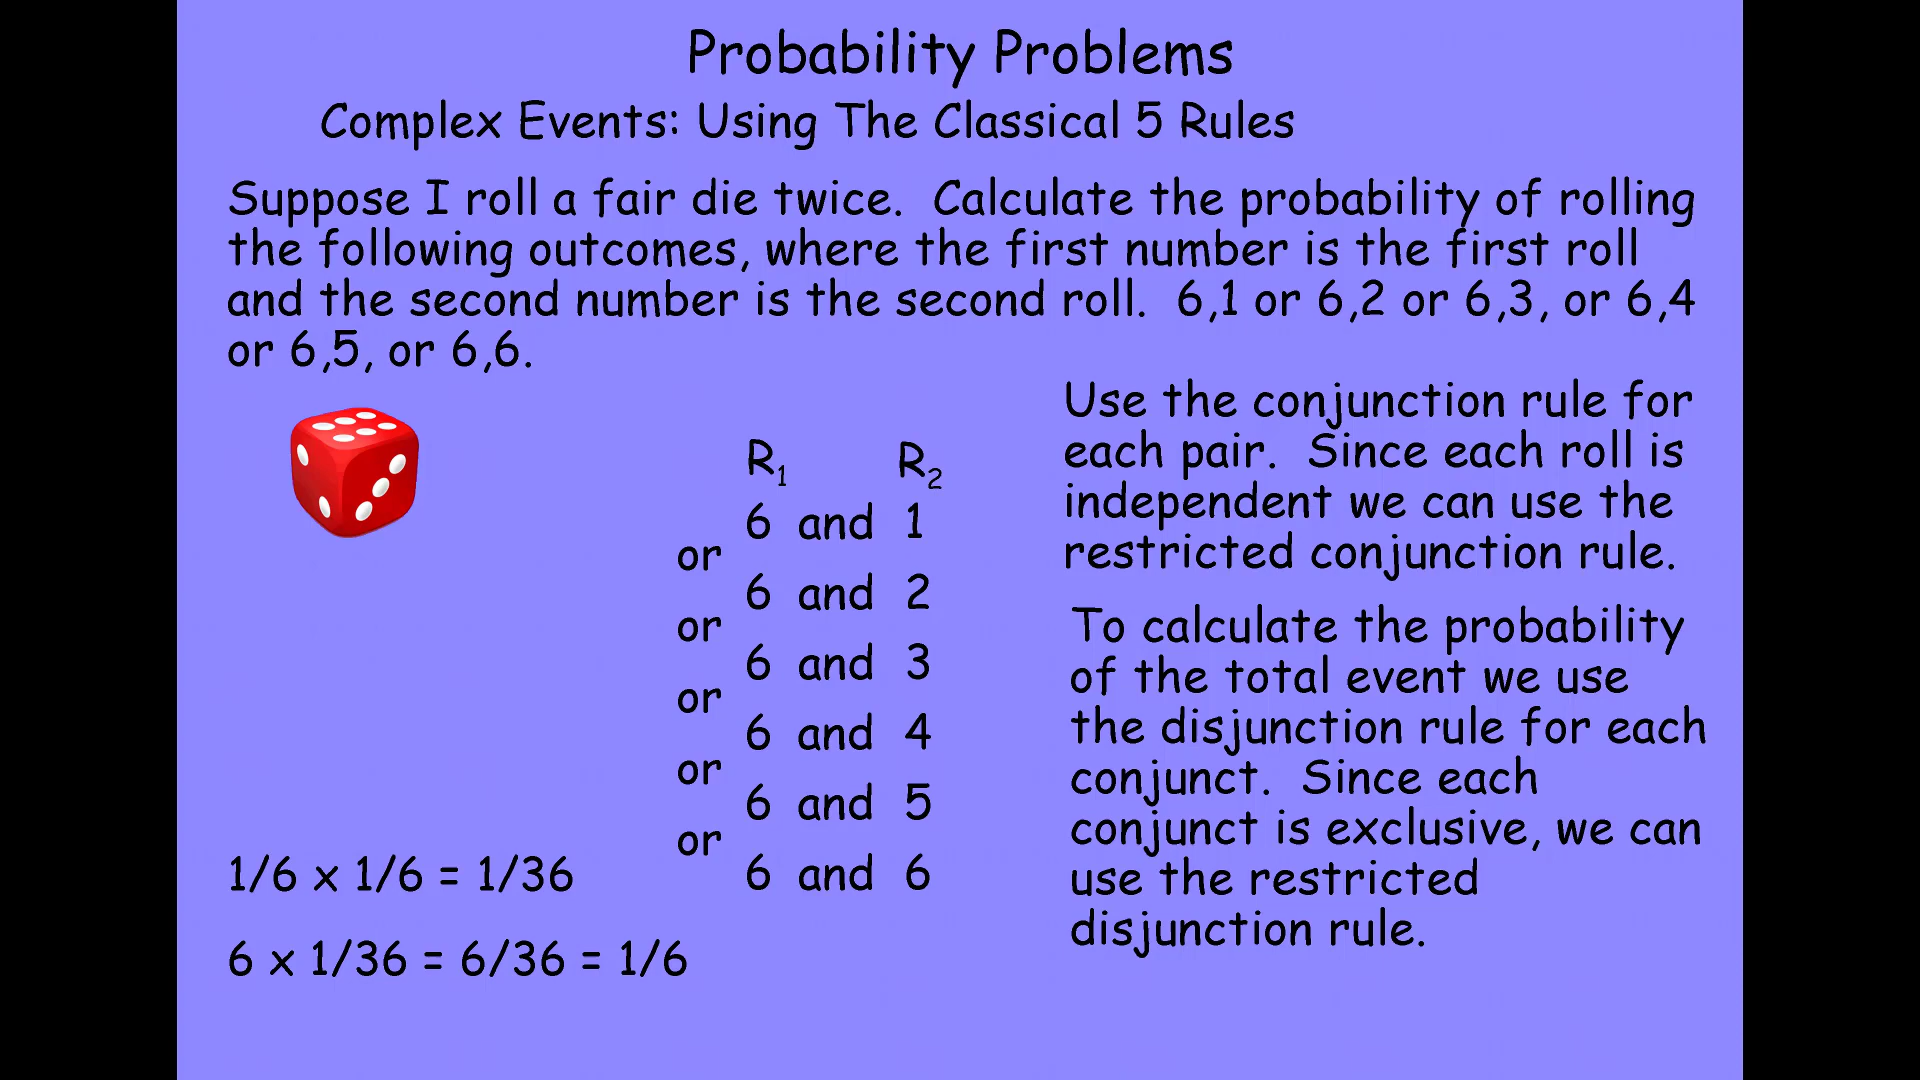 Probability Problems
Complex Events: Using The Classical 5 Rules
Suppose I roll a fair die twice. Calculate the probability of rolling
the following outcomes, where the first number is the first roll
and the second number is the second roll. 6,1 or 6,2 or 6,3, or 6,4
or 6,5, or 6,6.
R₁ R₂
6 and 1
or
6 and 2
or
6 and 3
or
6 and 4
or
6 and 5
or
6 and 6
1/6 x 1/6 = 1/36
6 x 1/36 = 6/36 = 1/6
Use the conjunction rule for
each pair. Since each roll is
independent we can use the
restricted conjunction rule.
To calculate the probability
of the total event we use
the disjunction rule for each
conjunct. Since each
conjunct is exclusive, we can
use the restricted
disjunction rule.